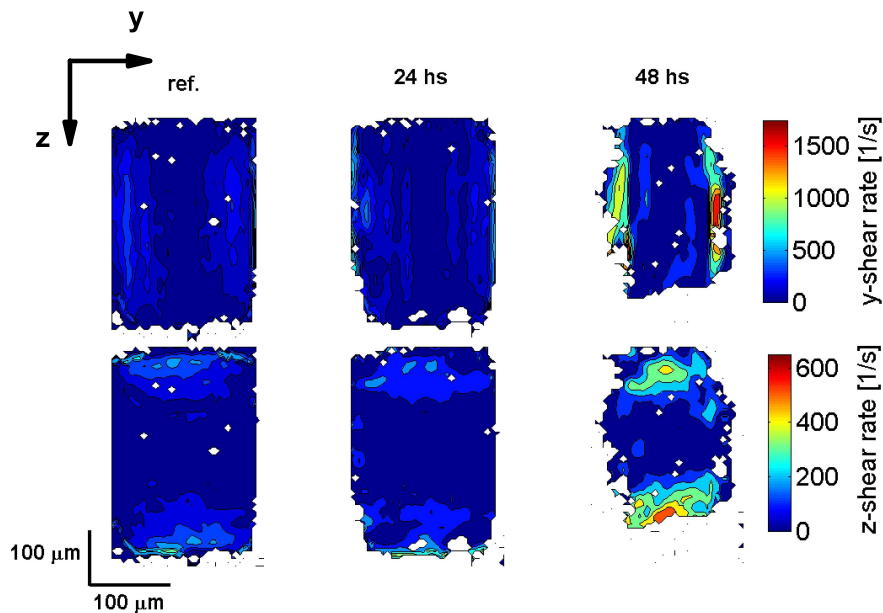 y
z
ref.
24 hs
48 hs
1500
1000
500
0
y-shear rate [1/s]
600
400
200
0
z-shear rate [1/s]
100 μm
100 μm